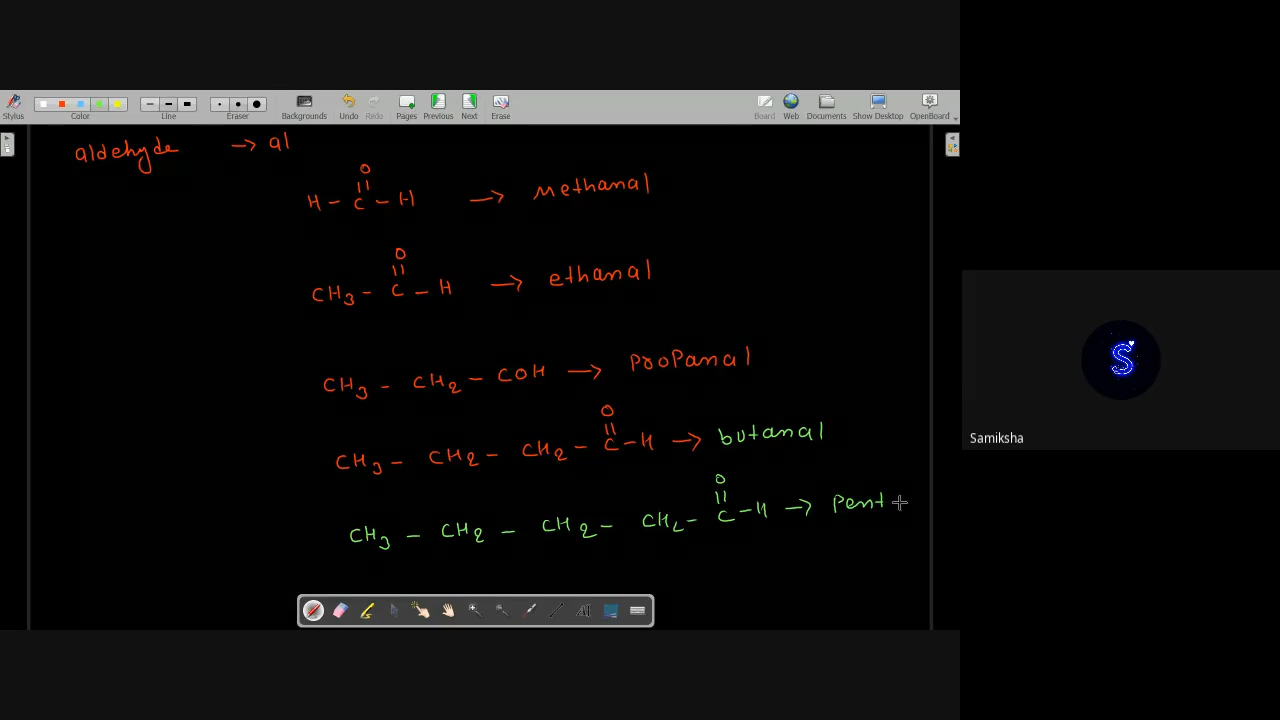 Stylus Color Line Eraser Backgrounds Undo Redo Pages Previous Next Erase Board Web Documents Show Desktop OpenBoard
aldehyde → al
O
||
H - C - H → Methanal
O
||
CH3 - C - H → ethanal
CH3 - CH2 - COH → ProPanal
O
||
CH3 - CH2 - CH2 - C - H → butanal
O
||
CH3 - CH2 - CH2 - CH2 - C - H → Pent
S
Samiksha